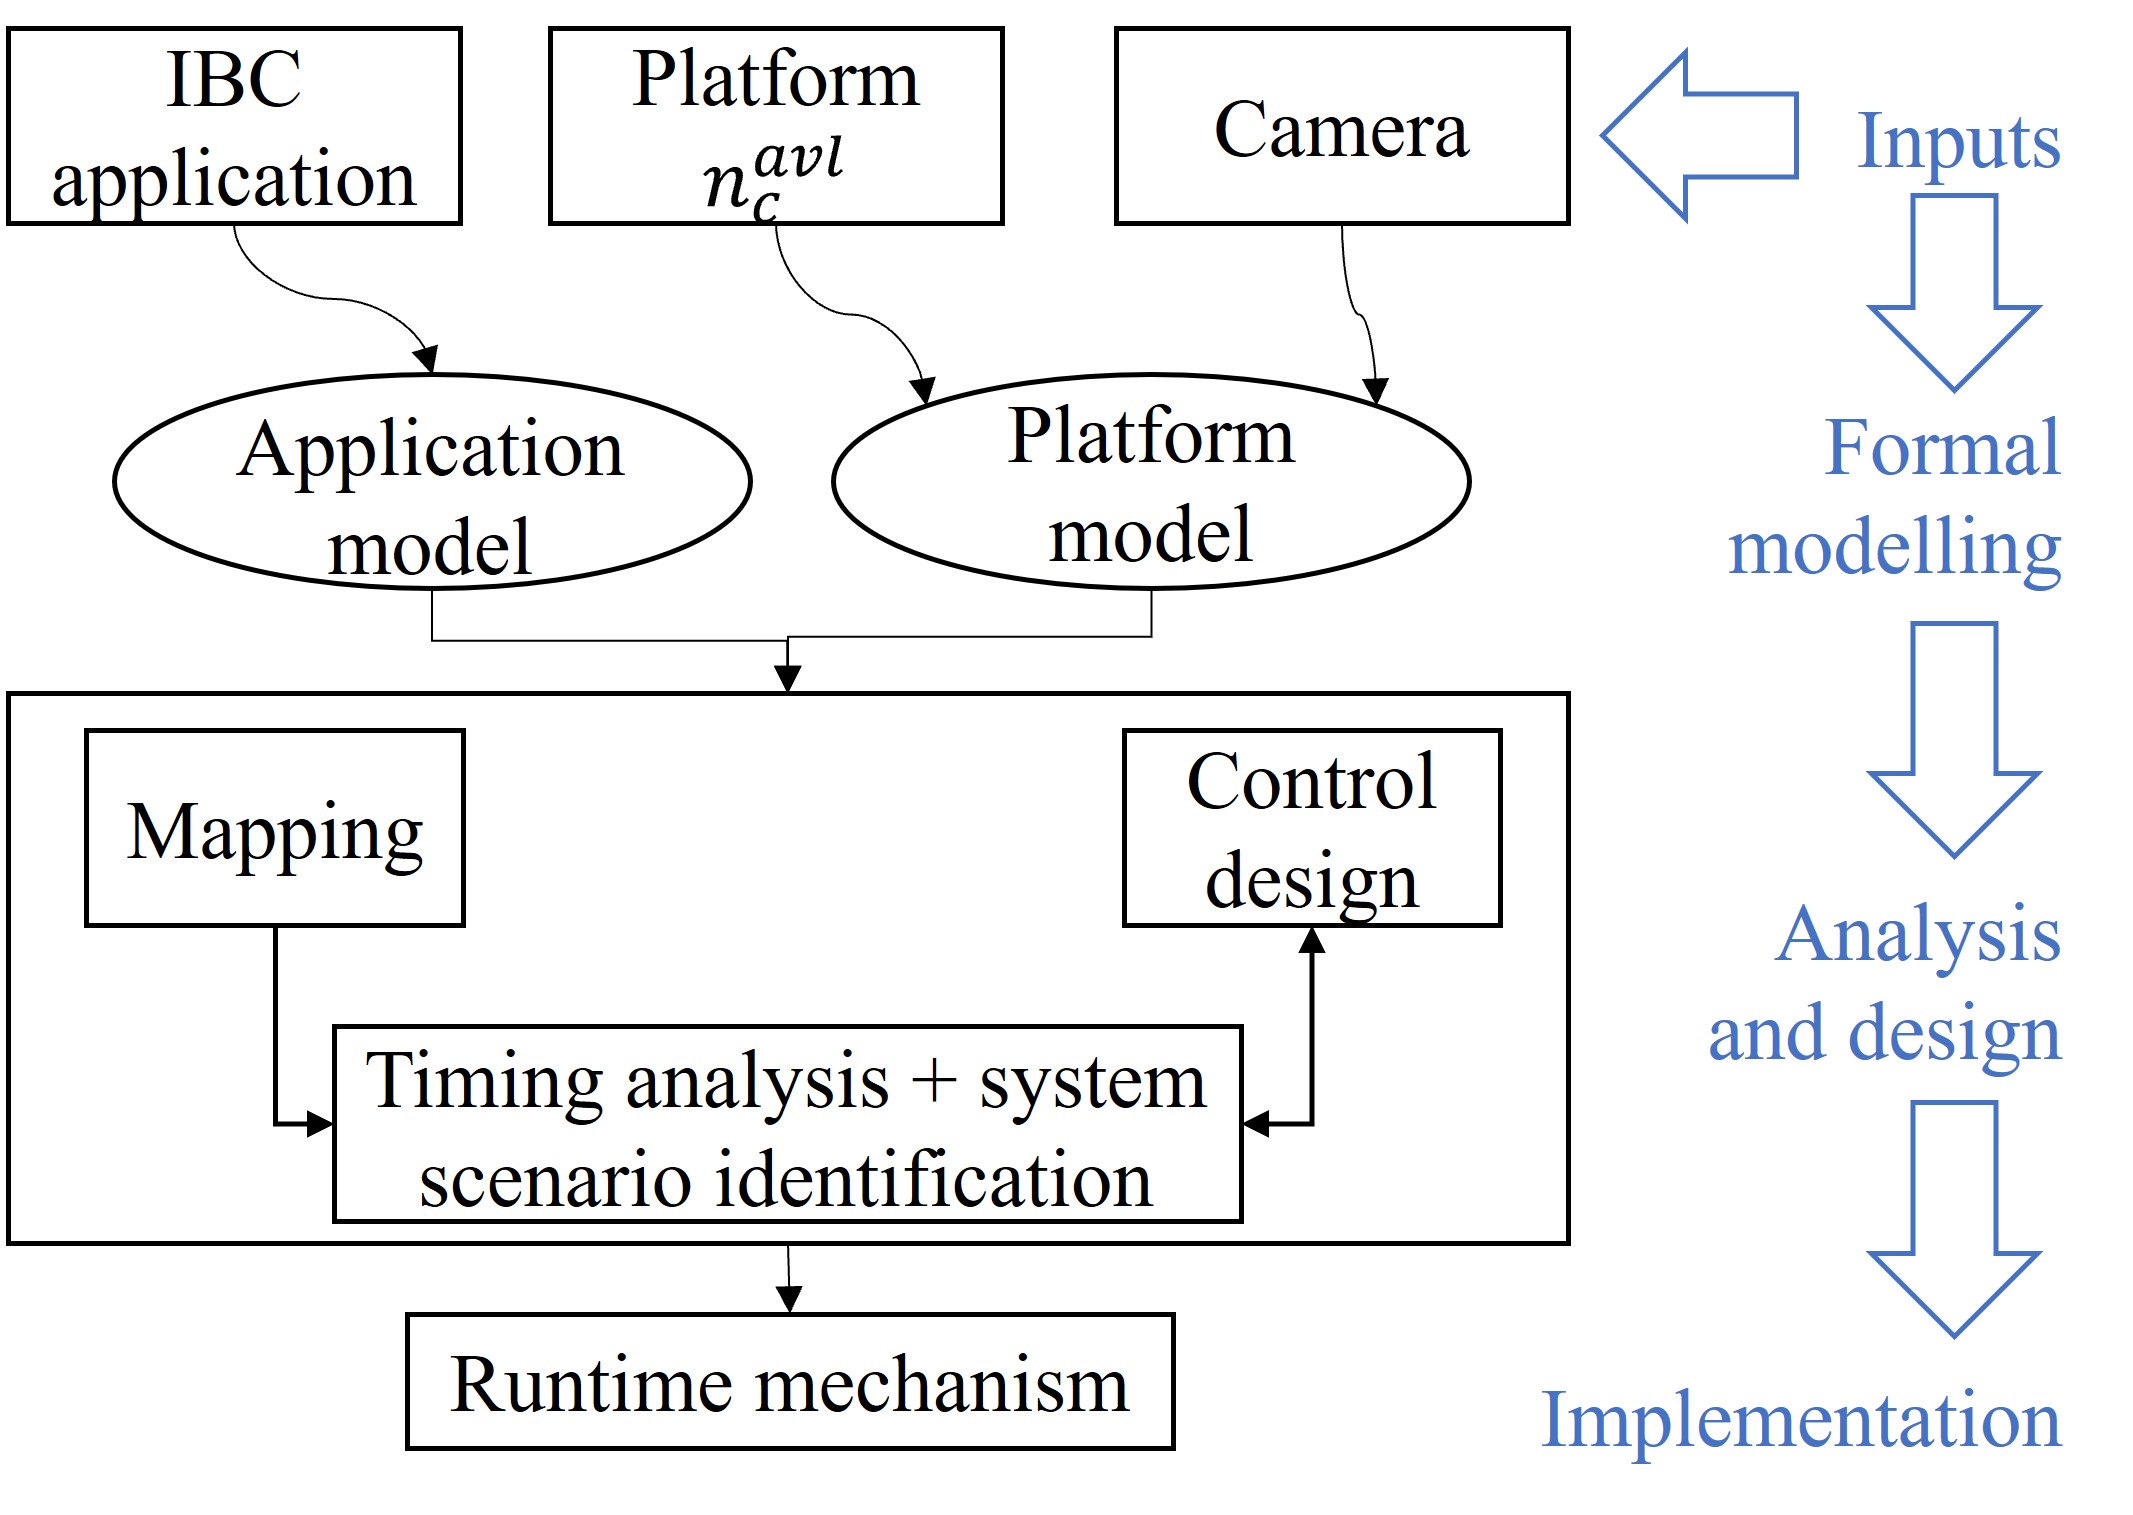 IBC
application
Platform
n_c^{avl}
Camera
Inputs
Application
model
Platform
model
Formal
modelling
Mapping
Control
design
Timing analysis + system
scenario identification
Analysis
and design
Runtime mechanism
Implementation